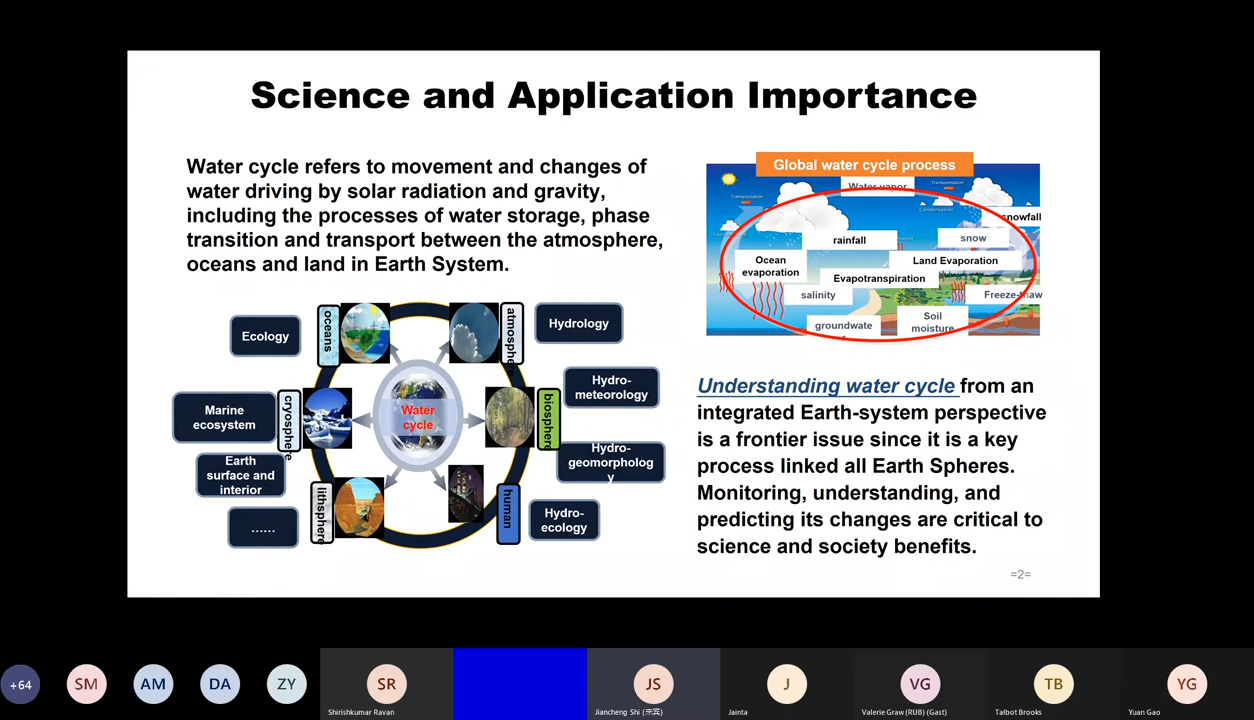 Science and Application Importance
Water cycle refers to movement and changes of
water driving by solar radiation and gravity,
including the processes of water storage, phase
transition and transport between the atmosphere,
oceans and land in Earth System.
Global water cycle process
Water vapor
Transportation
Transportation
Condensation
snowfall
rainfall
snow
Ocean
evaporation
Land Evaporation
Evapotranspiration
salinity
Freeze-thaw
groundwate
Soil
moisture
Ecology
oceans
atmosphere
Hydrology
Marine
ecosystem
cryosphere
Water
cycle
biosphere
Hydro-
meteorology
Earth
surface and
interior
Hydro-
geomorpholog
y
......
lithsphere
human
Hydro-
ecology
Understanding water cycle from an
integrated Earth-system perspective
is a frontier issue since it is a key
process linked all Earth Spheres.
Monitoring, understanding, and
predicting its changes are critical to
science and society benefits.
=2=
+64
SM
AM
DA
ZY
SR
Shirishkumar Ravan
JS
Jiancheng Shi
J
Jainta
VG
Valerie Graw (RUB) (Gast)
TB
Talbot Brooks
YG
Yuan Gao